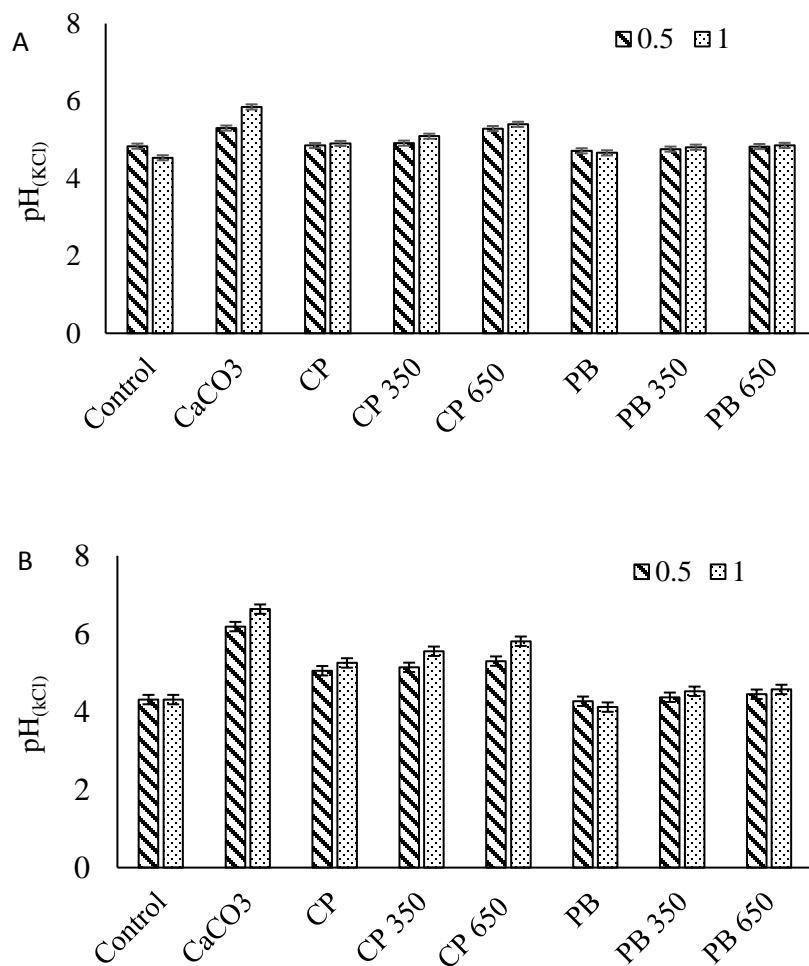 A
8
6
4
2
0
pH(KCl)
0.5 1
Control
CaCO3
CP
CP 350
CP 650
PB
PB 350
PB 650
B
8
6
4
2
0
pH(kCl)
0.5 1
Control
CaCO3
CP
CP 350
CP 650
PB
PB 350
PB 650